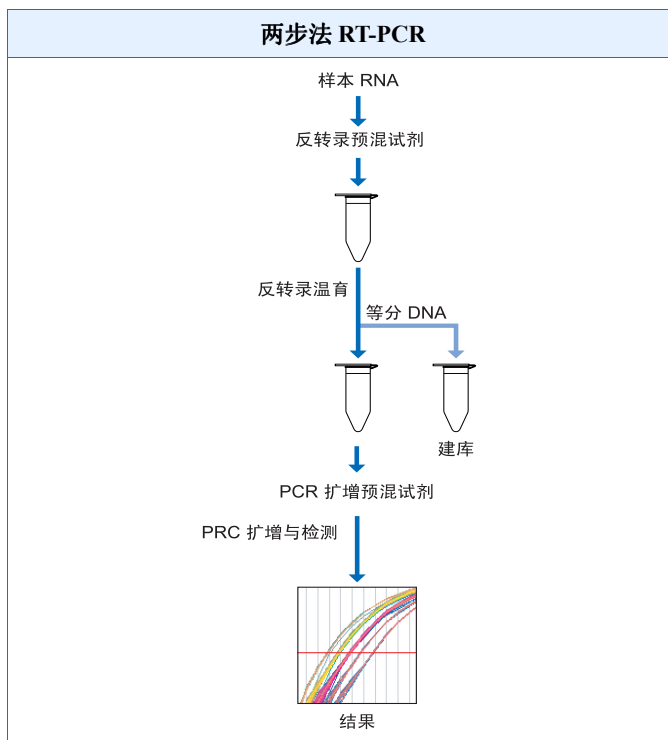 两步法 RT-PCR
样本 RNA
反转录预混试剂
反转录温育
等分 DNA
建库
PCR 扩增预混试剂
PRC 扩增与检测
结果